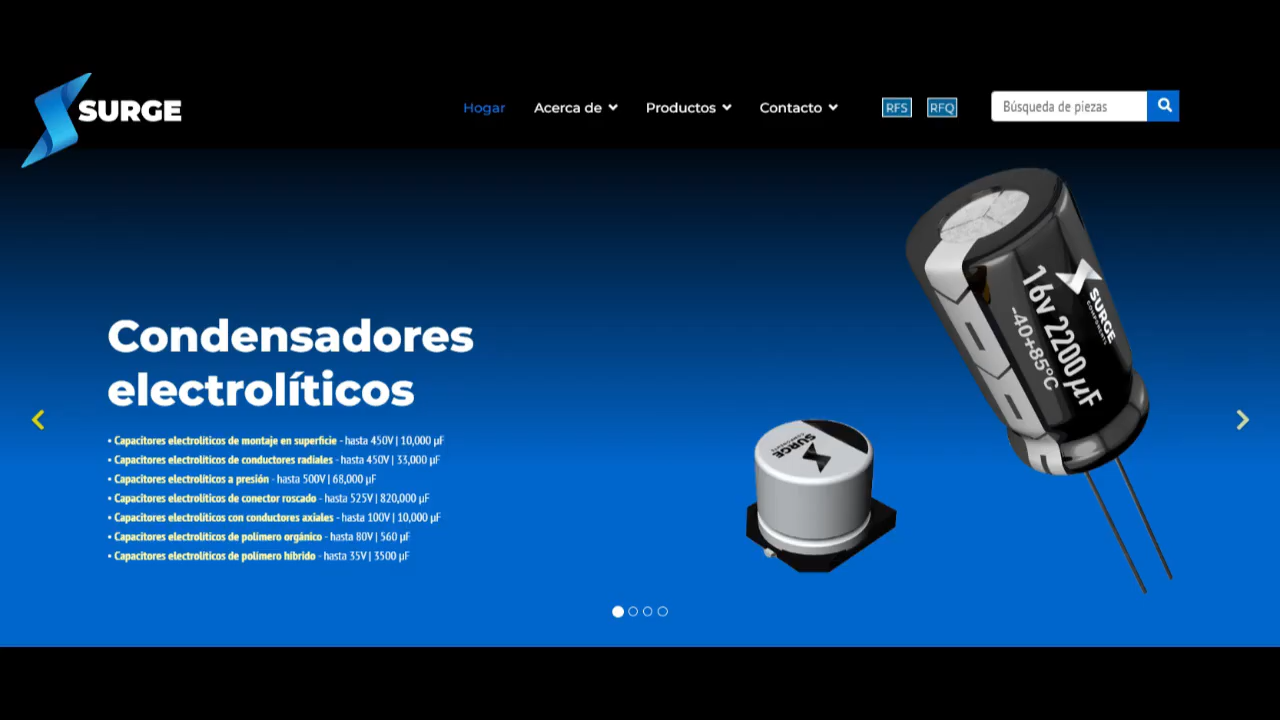 SURGE
Hogar
Acerca de
Productos
Contacto
RFS
RFQ
Búsqueda de piezas
Condensadores
electrolíticos
• Capacitores electrolíticos de montaje en superficie - hasta 450V | 10,000 µF
• Capacitores electrolíticos de conductores radiales - hasta 450V | 33,000 µF
• Capacitores electrolíticos a presión - hasta 500V | 68,000 µF
• Capacitores electrolíticos de conector roscado - hasta 525V | 820,000 µF
• Capacitores electrolíticos con conductores axiales - hasta 100V | 10,000 µF
• Capacitores electrolíticos de polímero orgánico - hasta 80V | 560 µF
• Capacitores electrolíticos de polímero híbrido - hasta 35V | 3500 µF
SURGE
COMPONENTS
16v 2200 µF
-40+85°C
SURGE
COMPONENTS